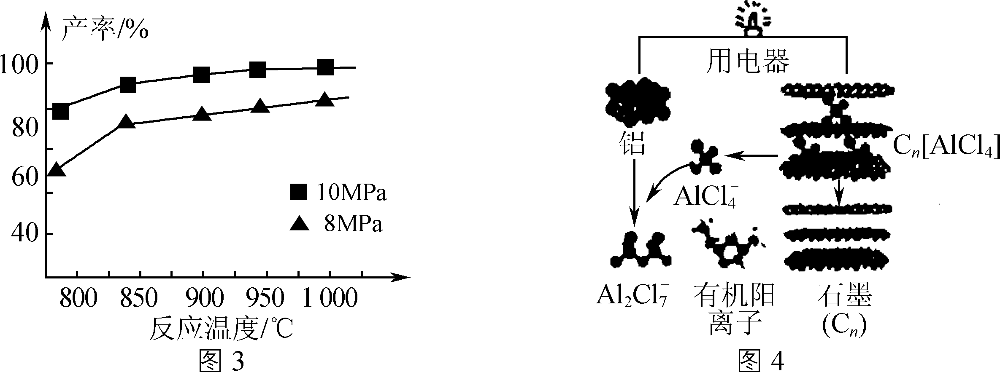 产率/%
100
80
60
40
10MPa
8MPa
800 850 900 950 1 000
反应温度/℃
图 3
用电器
铝
Cₙ[AlCl₄]
AlCl₄⁻
Al₂Cl₇⁻
有机阳
离子
石墨
(Cₙ)
图 4